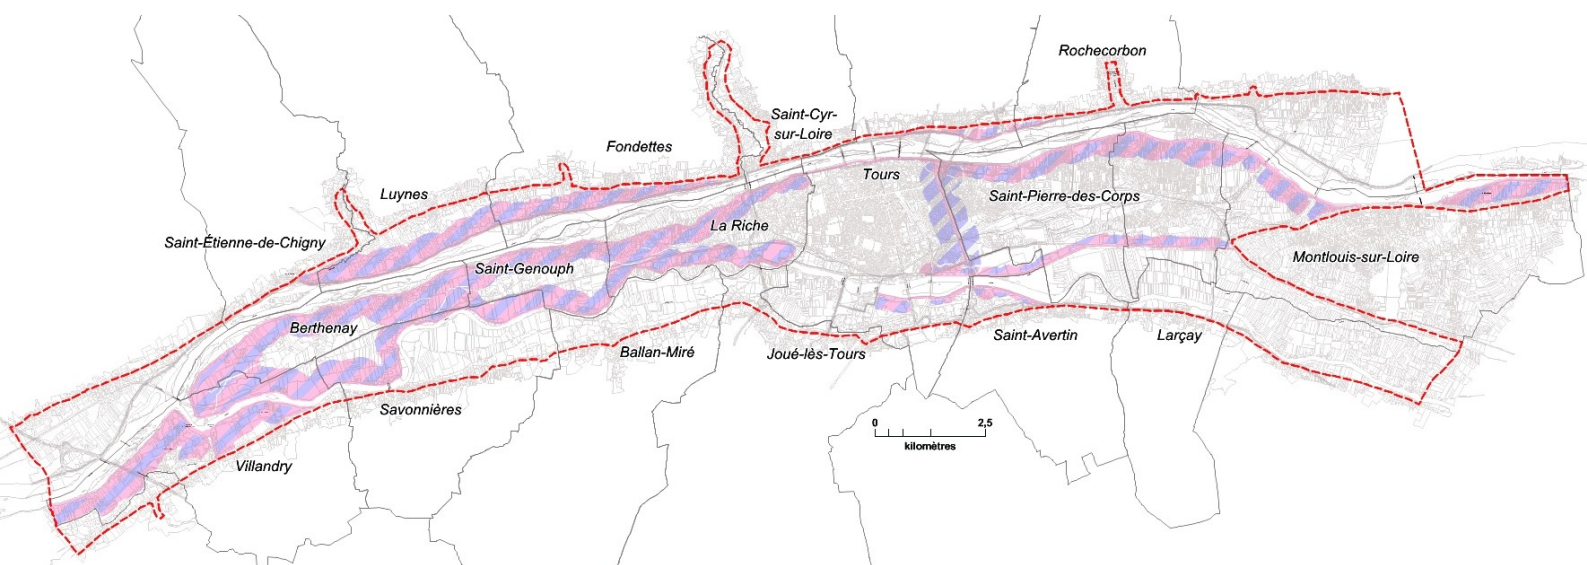 Rochecorbon
Saint-Cyr-
sur-Loire
Fondettes
Tours
Luynes
Saint-Pierre-des-Corps
La Riche
Saint-Étienne-de-Chigny
Montlouis-sur-Loire
Saint-Genouph
Berthenay
Saint-Avertin
Larçay
Ballan-Miré
Joué-lès-Tours
Savonnières
0 2,5
kilomètres
Villandry